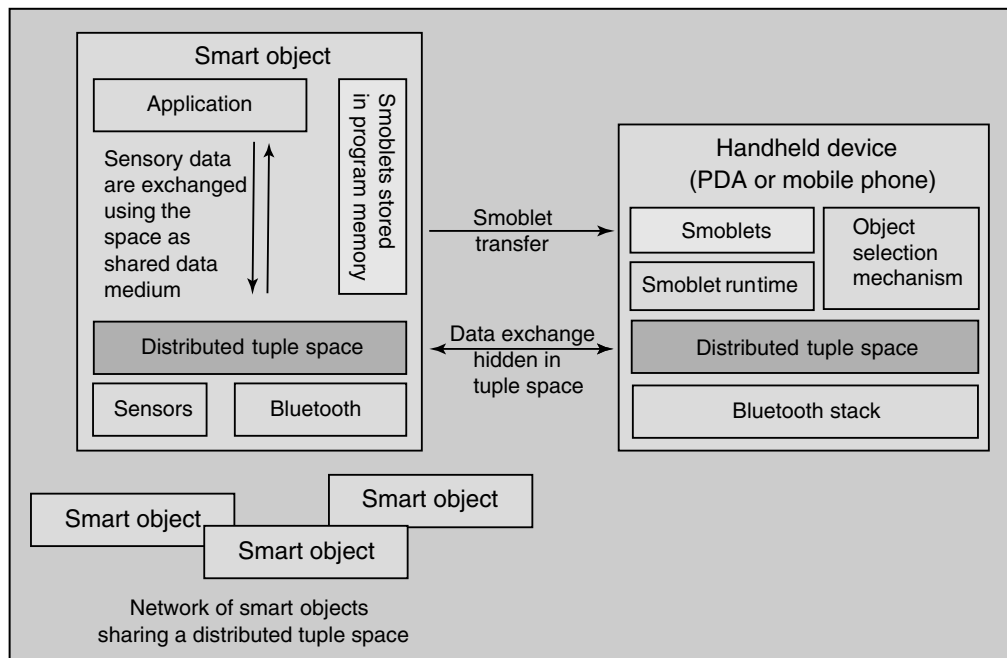 Smart object
Application
Smoblets stored
in program memory
Sensory data
are exchanged
using the
space as
shared data
medium
Distributed tuple space
Sensors
Bluetooth
Smoblet
transfer
Data exchange
hidden in
tuple space
Handheld device
(PDA or mobile phone)
Smoblets
Object
selection
mechanism
Smoblet runtime
Distributed tuple space
Bluetooth stack
Smart object
Smart object
Smart object
Network of smart objects
sharing a distributed tuple space